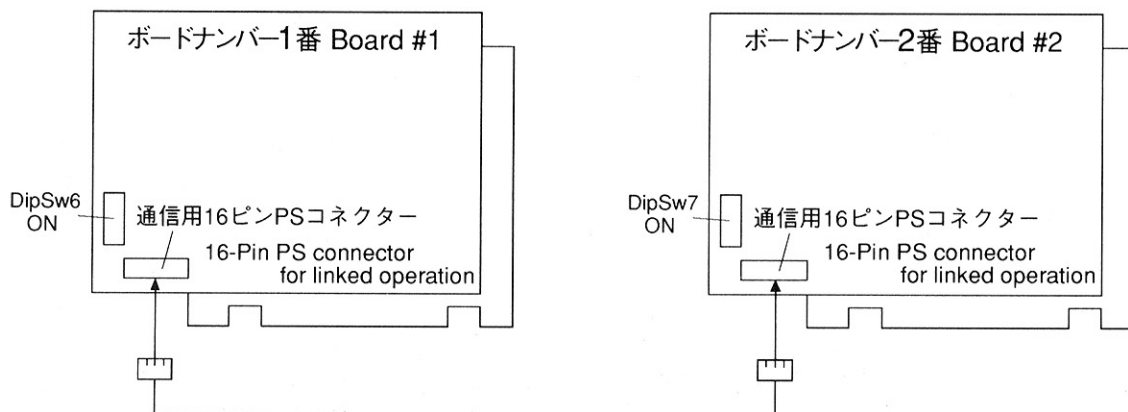 ボードナンバー1番 Board #1
DipSw6
ON
通信用16ピンPSコネクター
16-Pin PS connector
for linked operation
ボードナンバー2番 Board #2
DipSw7
ON
通信用16ピンPSコネクター
16-Pin PS connector
for linked operation